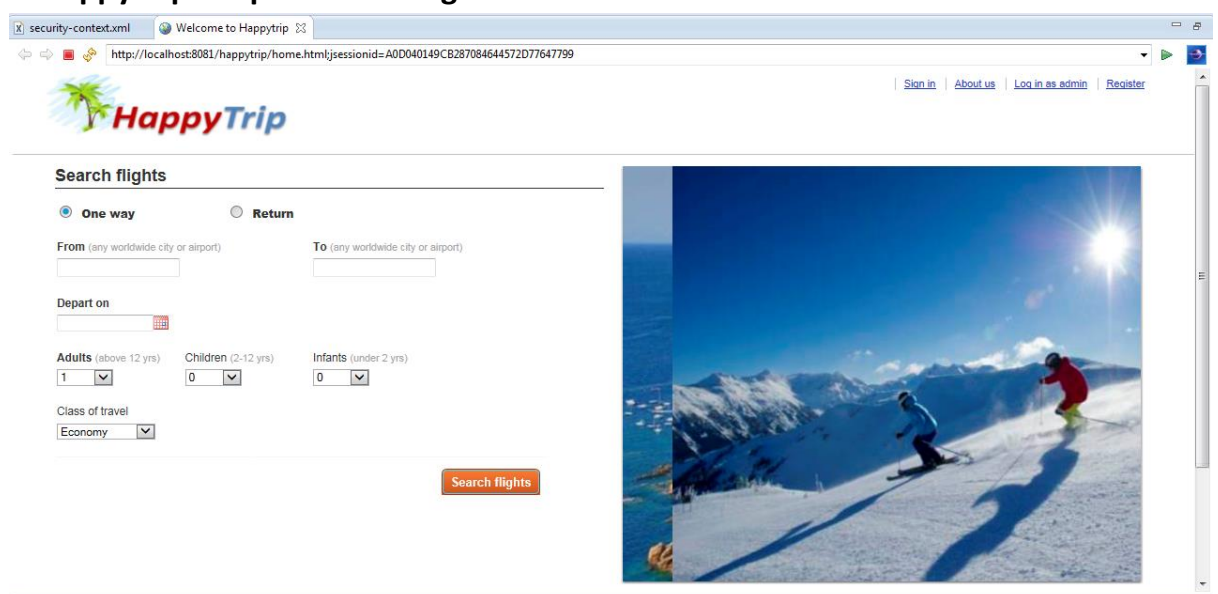 security-context.xml Welcome to Happytrip
http://localhost:8081/happytrip/home.html;jsessionid=A0D040149CB287084644572D77647799
Sign in | About us | Log in as admin | Register
HappyTrip
Search flights
One way Return
From (any worldwide city or airport) To (any worldwide city or airport)
Depart on
Adults (above 12 yrs) Children (2-12 yrs) Infants (under 2 yrs)
1 0 0
Class of travel
Economy
Search flights